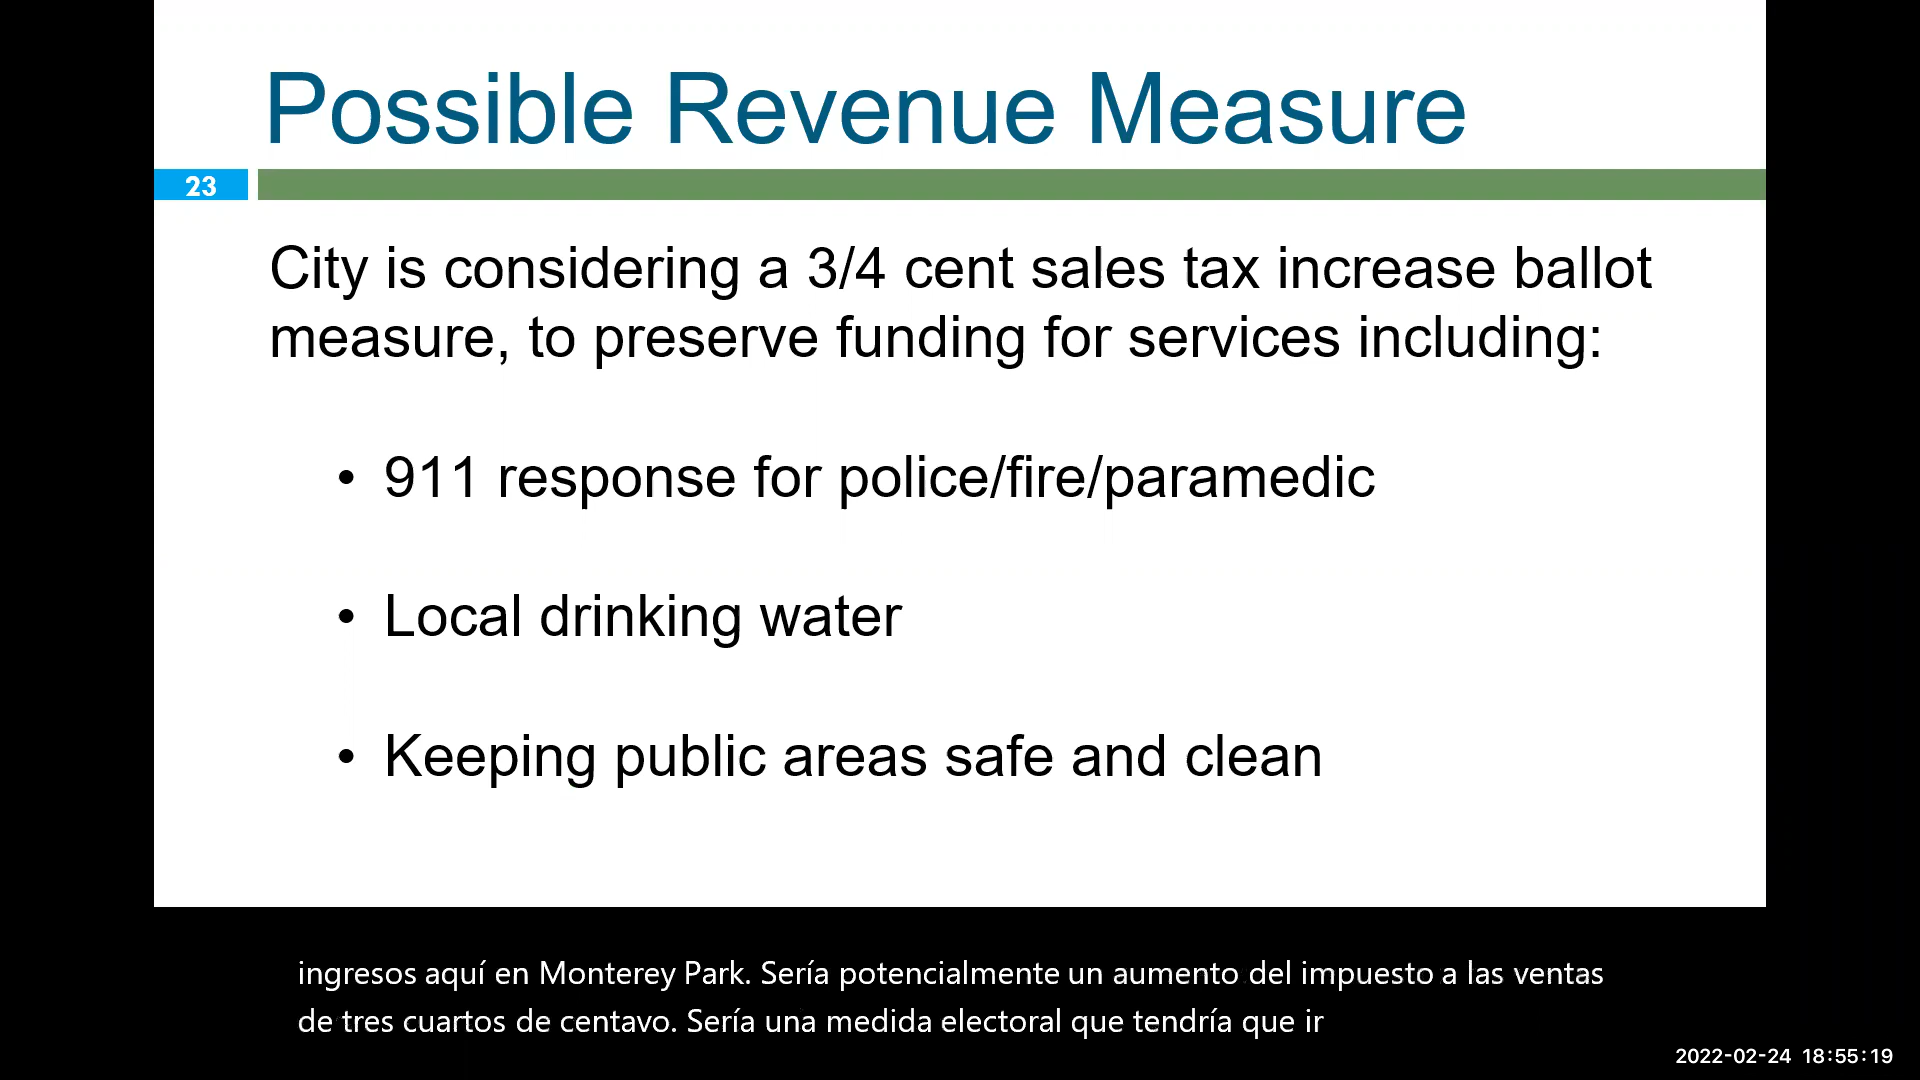 Possible Revenue Measure
23
City is considering a 3/4 cent sales tax increase ballot
measure, to preserve funding for services including:
• 911 response for police/fire/paramedic
• Local drinking water
• Keeping public areas safe and clean
ingresos aquí en Monterey Park. Sería potencialmente un aumento del impuesto a las ventas
de tres cuartos de centavo. Sería una medida electoral que tendría que ir
2022-02-24 18:55:19